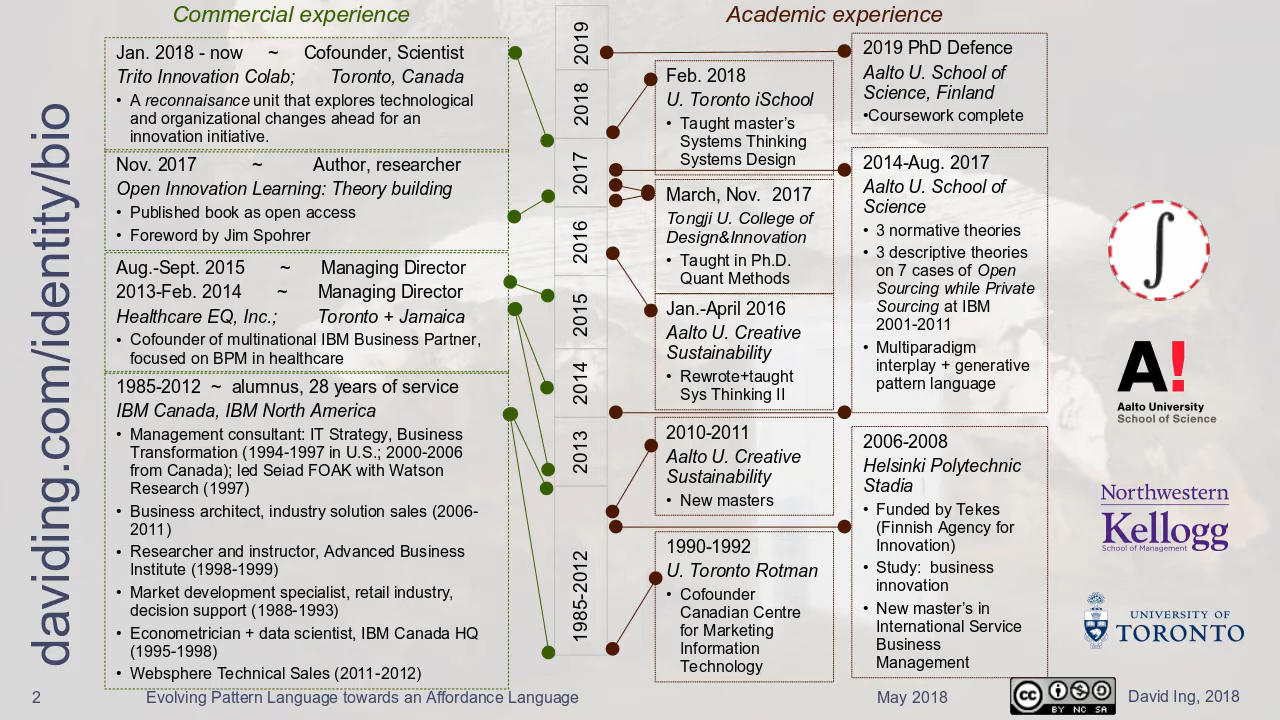 daviding.com/identity/bio
Commercial experience
Jan. 2018 - now ~ Cofounder, Scientist
Trito Innovation Colab; Toronto, Canada
• A reconnaisance unit that explores technological
and organizational changes ahead for an
innovation initiative.
Nov. 2017 ~ Author, researcher
Open Innovation Learning: Theory building
• Published book as open access
• Foreword by Jim Spohrer
Aug.-Sept. 2015 ~ Managing Director
2013-Feb. 2014 ~ Managing Director
Healthcare EQ, Inc.; Toronto + Jamaica
• Cofounder of multinational IBM Business Partner,
focused on BPM in healthcare
1985-2012 ~ alumnus, 28 years of service
IBM Canada, IBM North America
• Management consultant: IT Strategy, Business
Transformation (1994-1997 in U.S.; 2000-2006
from Canada); led Seiad FOAK with Watson
Research (1997)
• Business architect, industry solution sales (2006-
2011)
• Researcher and instructor, Advanced Business
Institute (1998-1999)
• Market development specialist, retail industry,
decision support (1988-1993)
• Econometrician + data scientist, IBM Canada HQ
(1995-1998)
• Websphere Technical Sales (2011-2012)
2019
2018
2017
2016
2015
2014
2013
1985-2012
Academic experience
Feb. 2018
U. Toronto iSchool
• Taught master's
Systems Thinking
Systems Design
March, Nov. 2017
Tongji U. College of
Design&Innovation
• Taught in Ph.D.
Quant Methods
Jan.-April 2016
Aalto U. Creative
Sustainability
• Rewrote+taught
Sys Thinking II
2010-2011
Aalto U. Creative
Sustainability
• New masters
1990-1992
U. Toronto Rotman
• Cofounder
Canadian Centre
for Marketing
Information
Technology
2019 PhD Defence
Aalto U. School of
Science, Finland
•Coursework complete
2014-Aug. 2017
Aalto U. School of
Science
• 3 normative theories
• 3 descriptive theories
on 7 cases of Open
Sourcing while Private
Sourcing at IBM
2001-2011
• Multiparadigm
interplay + generative
pattern language
2006-2008
Helsinki Polytechnic
Stadia
• Funded by Tekes
(Finnish Agency for
Innovation)
• Study: business
innovation
• New master's in
International Service
Business
Management
∫
A!
Aalto University
School of Science
Northwestern
Kellogg
School of Management
UNIVERSITY OF
TORONTO
2
Evolving Pattern Language towards an Affordance Language
May 2018
cc
BY NC SA
David Ing, 2018